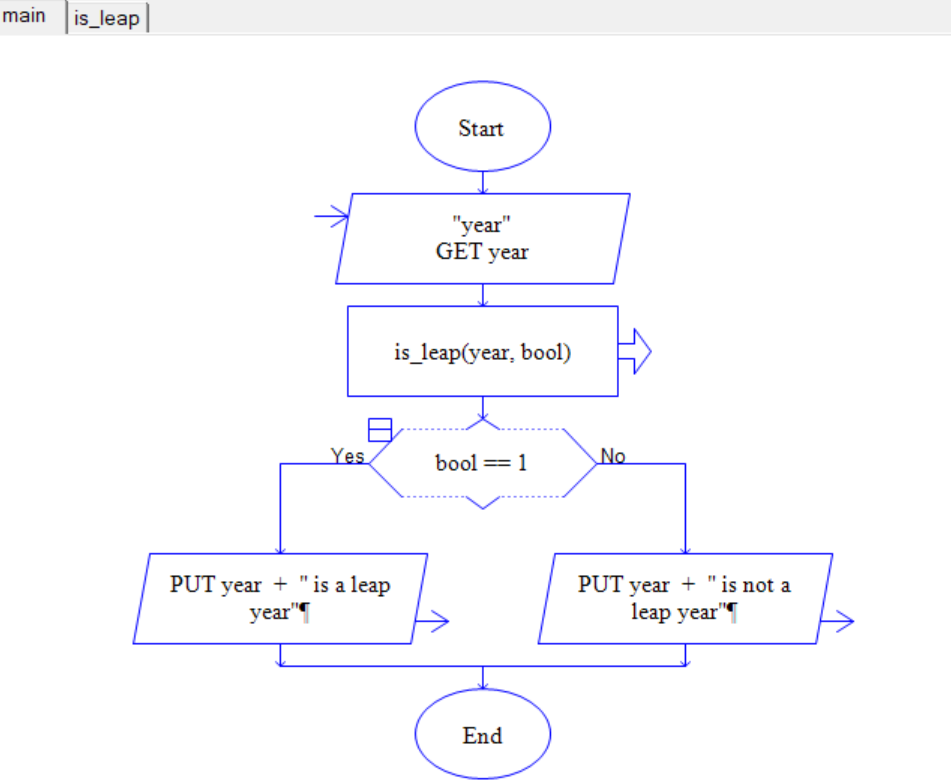 main
is_leap
Start
"year"
GET year
is_leap(year, bool)
Yes
bool == 1
No
PUT year + " is a leap
year"¶
PUT year + " is not a
leap year"¶
End